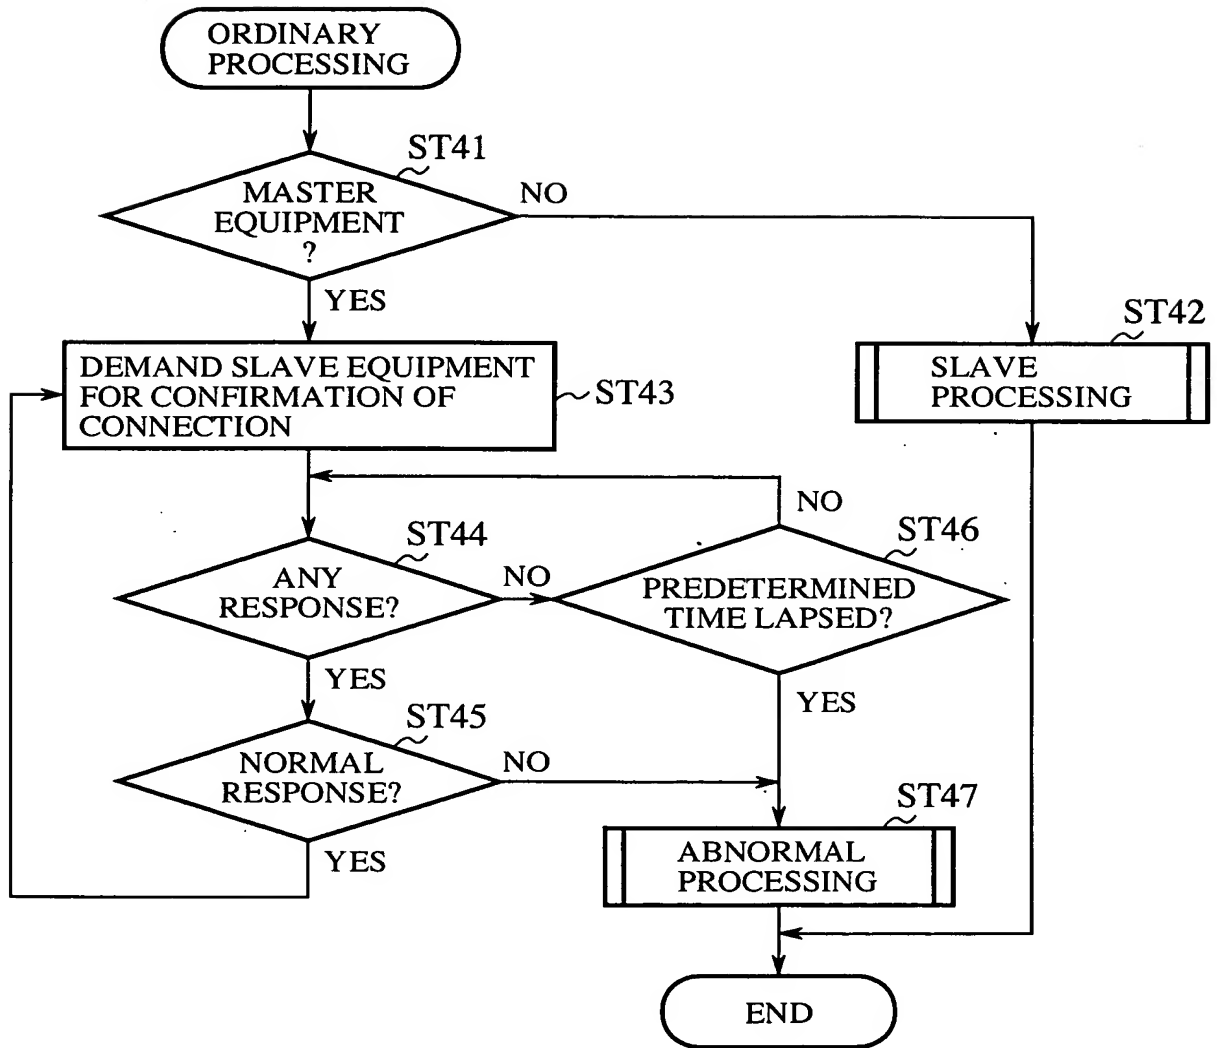 ORDINARY
PROCESSING
ST41
MASTER
EQUIPMENT
?
NO
YES
ST42
SLAVE
PROCESSING
DEMAND SLAVE EQUIPMENT
FOR CONFIRMATION OF
CONNECTION
ST43
NO
ST44
ANY
RESPONSE?
NO
ST46
PREDETERMINED
TIME LAPSED?
YES
YES
ST45
NORMAL
RESPONSE?
NO
YES
ST47
ABNORMAL
PROCESSING
END